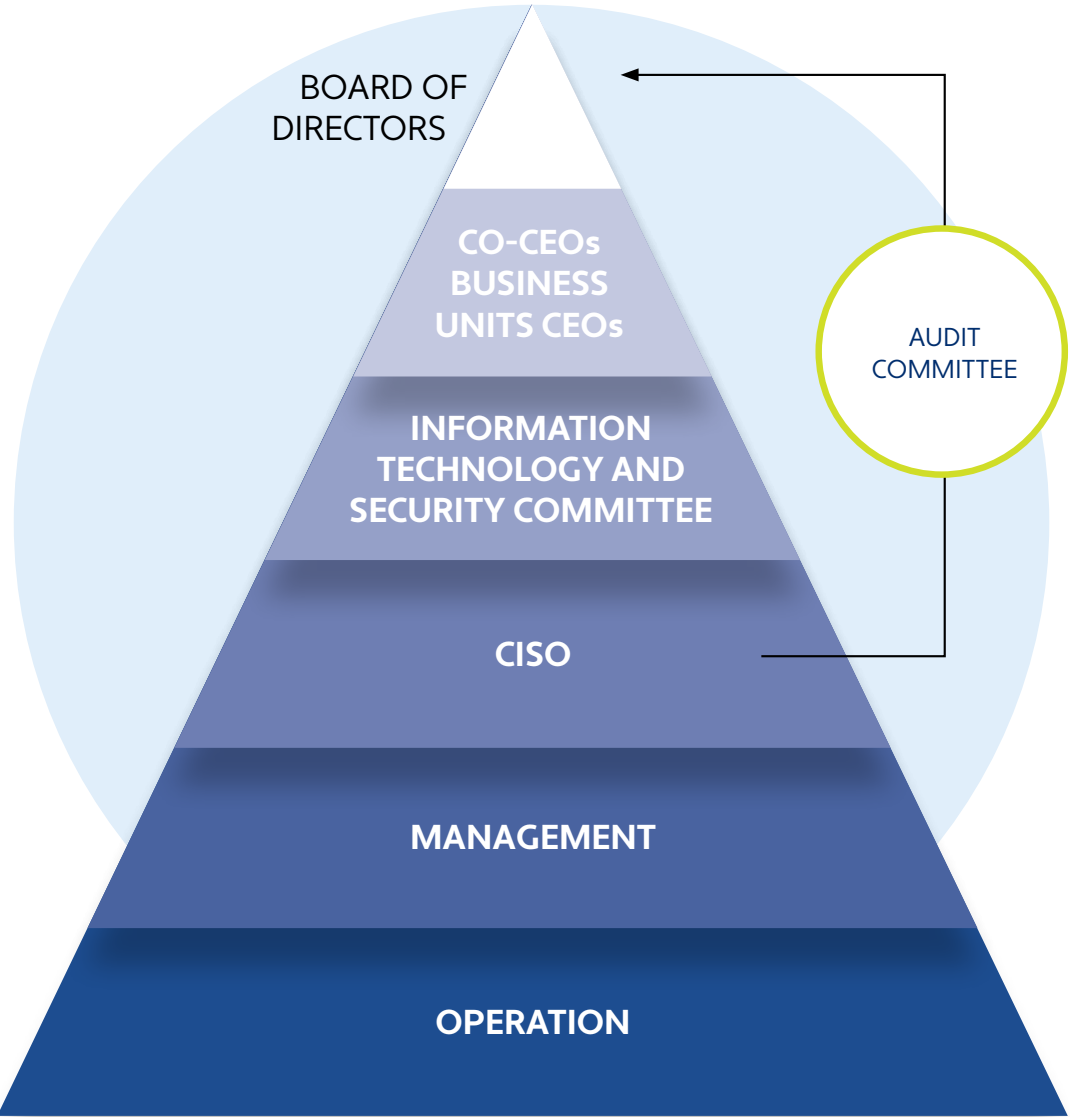 BOARD OF
DIRECTORS
CO-CEOs
BUSINESS
UNITS CEOs
AUDIT
COMMITTEE
INFORMATION
TECHNOLOGY AND
SECURITY COMMITTEE
CISO
MANAGEMENT
OPERATION